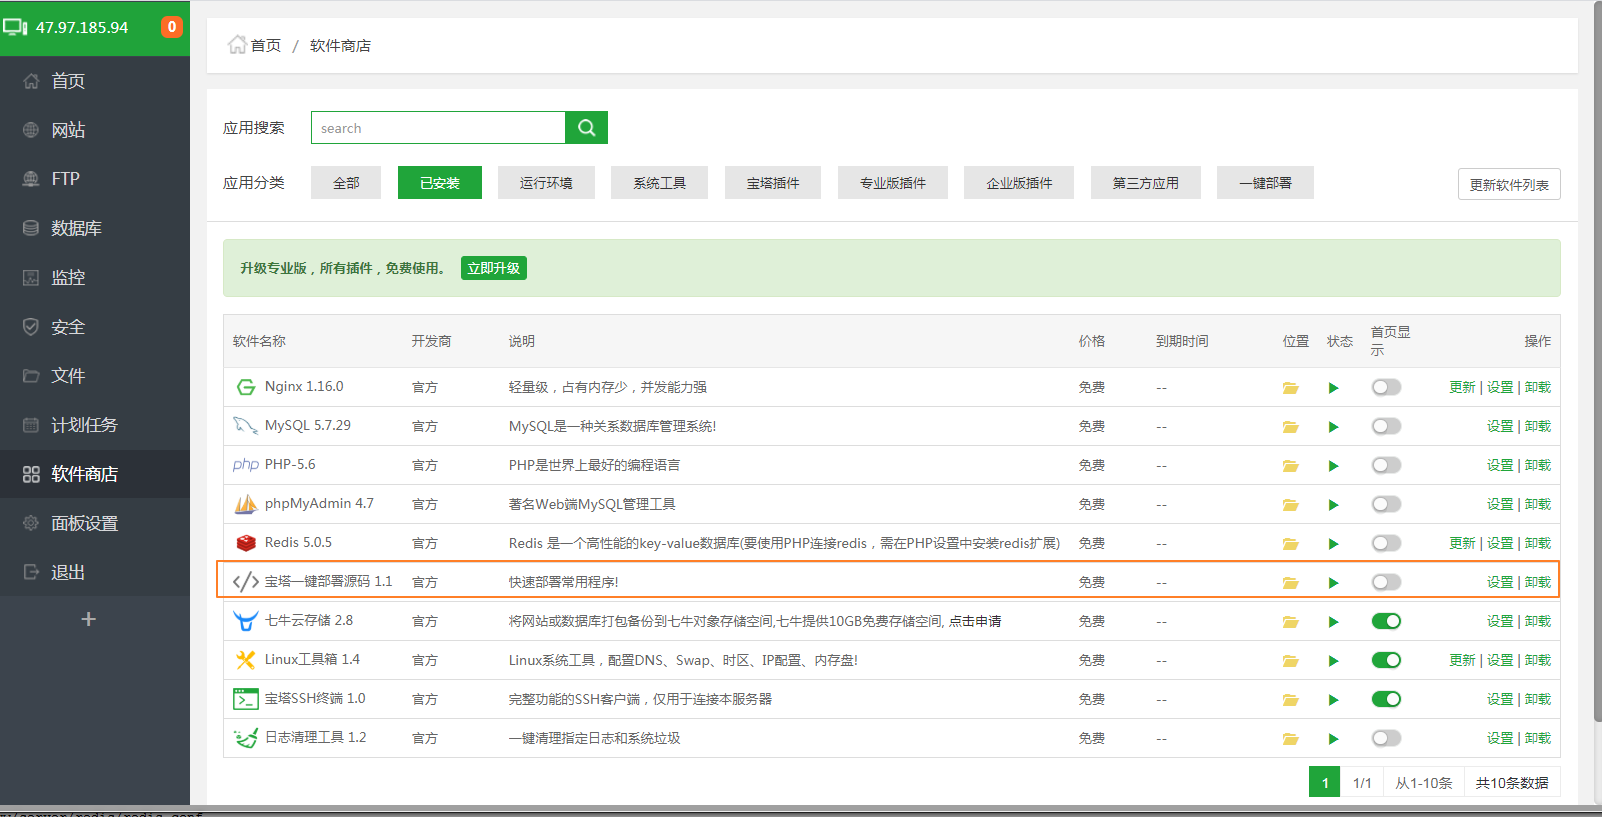 47.97.185.94 0
首页
网站
FTP
数据库
监控
安全
文件
计划任务
软件商店
面板设置
退出
+
首页 / 软件商店
应用搜索 search
应用分类 全部 已安装 运行环境 系统工具 宝塔插件 专业版插件 企业版插件 第三方应用 一键部署 更新软件列表
升级专业版，所有插件，免费使用。 立即升级
软件名称 开发商 说明 价格 到期时间 位置 状态 首页显示 操作
Nginx 1.16.0 官方 轻量级，占有内存少，并发能力强 免费 -- 更新 | 设置 | 卸载
MySQL 5.7.29 官方 MySQL是一种关系数据库管理系统! 免费 -- 设置 | 卸载
php PHP-5.6 官方 PHP是世界上最好的编程语言 免费 -- 设置 | 卸载
phpMyAdmin 4.7 官方 著名Web端MySQL管理工具 免费 -- 设置 | 卸载
Redis 5.0.5 官方 Redis 是一个高性能的key-value数据库(要使用PHP连接redis，需在PHP设置中安装redis扩展) 免费 -- 更新 | 设置 | 卸载
宝塔一键部署源码 1.1 官方 快速部署常用程序! 免费 -- 设置 | 卸载
七牛云存储 2.8 官方 将网站或数据库打包备份到七牛对象存储空间,七牛提供10GB免费存储空间, 点击申请 免费 -- 设置 | 卸载
Linux工具箱 1.4 官方 Linux系统工具，配置DNS、Swap、时区、IP配置、内存盘! 免费 -- 更新 | 设置 | 卸载
宝塔SSH终端 1.0 官方 完整功能的SSH客户端，仅用于连接本服务器 免费 -- 设置 | 卸载
日志清理工具 1.2 官方 一键清理指定日志和系统垃圾 免费 -- 设置 | 卸载
1 1/1 从1-10条 共10条数据